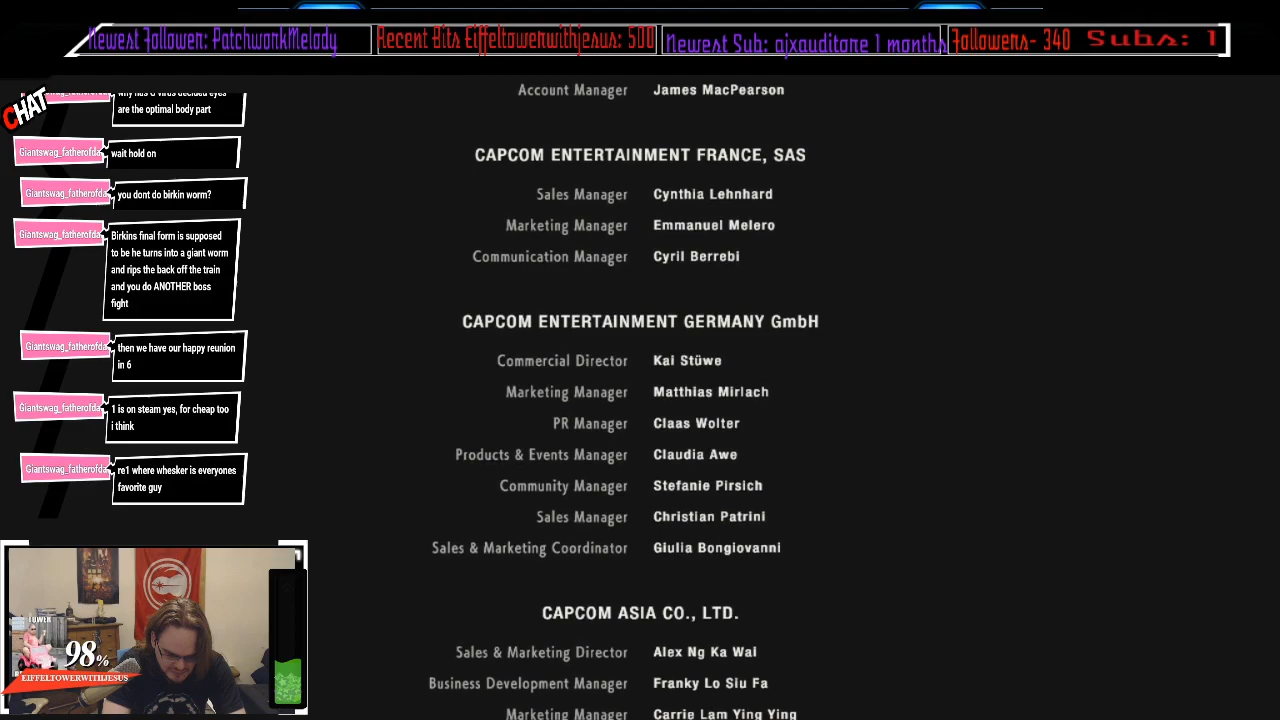 Newest Follower: PatchworkMelody
Recent Bits Eiffeltowerwithjesus: 500
Newest Sub: ajxauditore 1 months
Followers- 340
Subs: 1
CHAT
why has G virus decided eyes
are the optimal body part
Giantswag_fatherofda
wait hold on
Giantswag_fatherofda
you dont do birkin worm?
Giantswag_fatherofda
Birkins final form is supposed
to be he turns into a giant worm
and rips the back off the train
and you do ANOTHER boss
fight
Giantswag_fatherofda
then we have our happy reunion
in 6
Giantswag_fatherofda
1 is on steam yes, for cheap too
i think
Giantswag_fatherofda
re1 where whesker is everyones
favorite guy
Account Manager James MacPearson
CAPCOM ENTERTAINMENT FRANCE, SAS
Sales Manager Cynthia Lehnhard
Marketing Manager Emmanuel Melero
Communication Manager Cyril Berrebi
CAPCOM ENTERTAINMENT GERMANY GmbH
Commercial Director Kai Stüwe
Marketing Manager Matthias Mirlach
PR Manager Claas Wolter
Products & Events Manager Claudia Awe
Community Manager Stefanie Pirsich
Sales Manager Christian Patrini
Sales & Marketing Coordinator Giulia Bongiovanni
CAPCOM ASIA CO., LTD.
Sales & Marketing Director Alex Ng Ka Wai
Business Development Manager Franky Lo Siu Fa
Marketing Manager Carrie Lam Ying Ying
TOWER
98%
EIFFELTOWERWITHJESUS